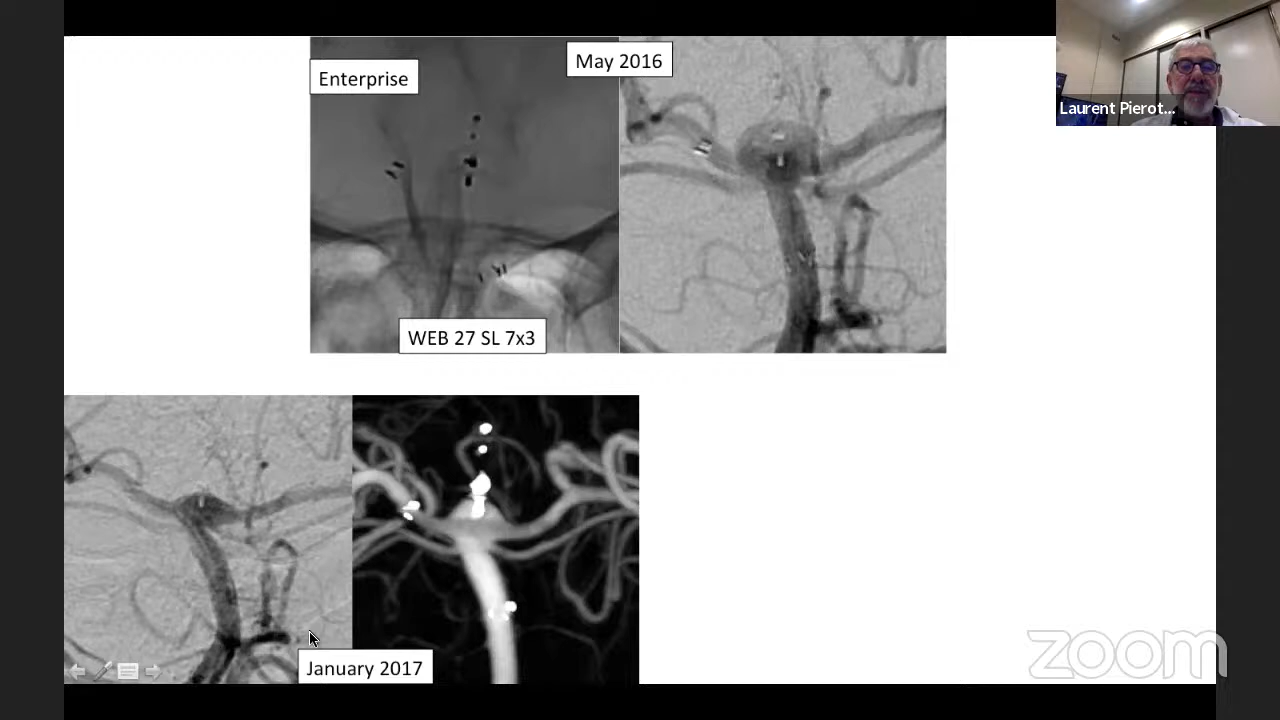 Enterprise
May 2016
Laurent Pierot...
WEB 27 SL 7x3
January 2017
zoom